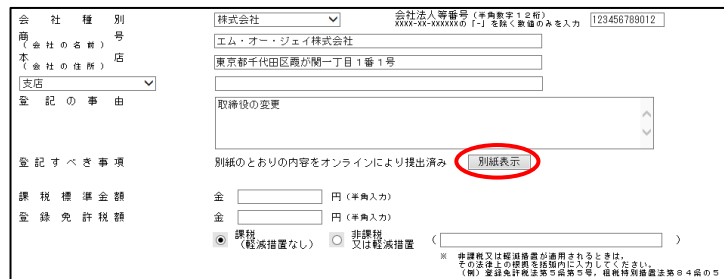 会社種別 株式会社 会社法人等番号(半角数字12桁) 123456789012
XXXX-XX-XXXXXXの「-」を除く数値のみを入力
商号 エム・オー・ジェイ株式会社
(会社の名前)
本店 東京都千代田区霞が関一丁目1番1号
(会社の住所)
支店
登記の事由 取締役の変更
登記すべき事項 別紙のとおりの内容をオンラインにより提出済み 別紙表示
課税標準金額 金 円(半角入力)
登録免許税額 金 円(半角入力)
課税 非課税
(軽減措置なし) 又は軽減措置 ( )
※ 非課税又は軽減措置が適用されるときは,
その法律上の根拠を括弧内に入力してください。
(例)登録免許税法第5条第5号,租税特別措置法第84条の5